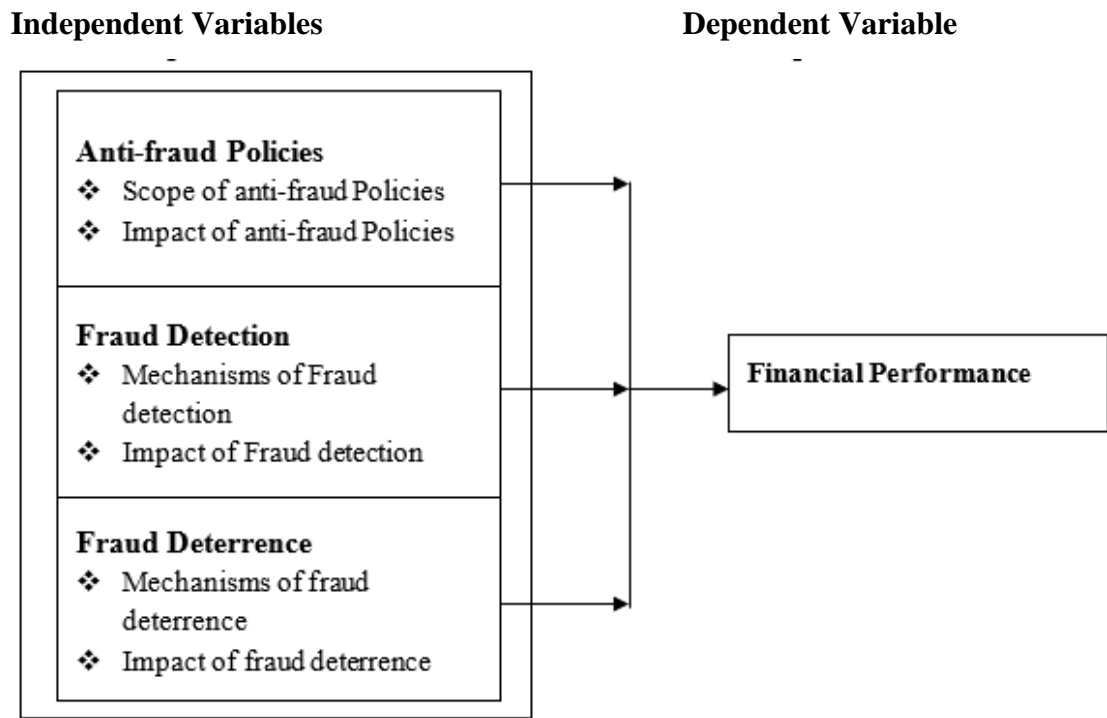 Independent Variables
Dependent Variable
Anti-fraud Policies
❖ Scope of anti-fraud Policies
❖ Impact of anti-fraud Policies
Fraud Detection
❖ Mechanisms of Fraud
detection
❖ Impact of Fraud detection
Fraud Deterrence
❖ Mechanisms of fraud
deterrence
❖ Impact of fraud deterrence
Financial Performance